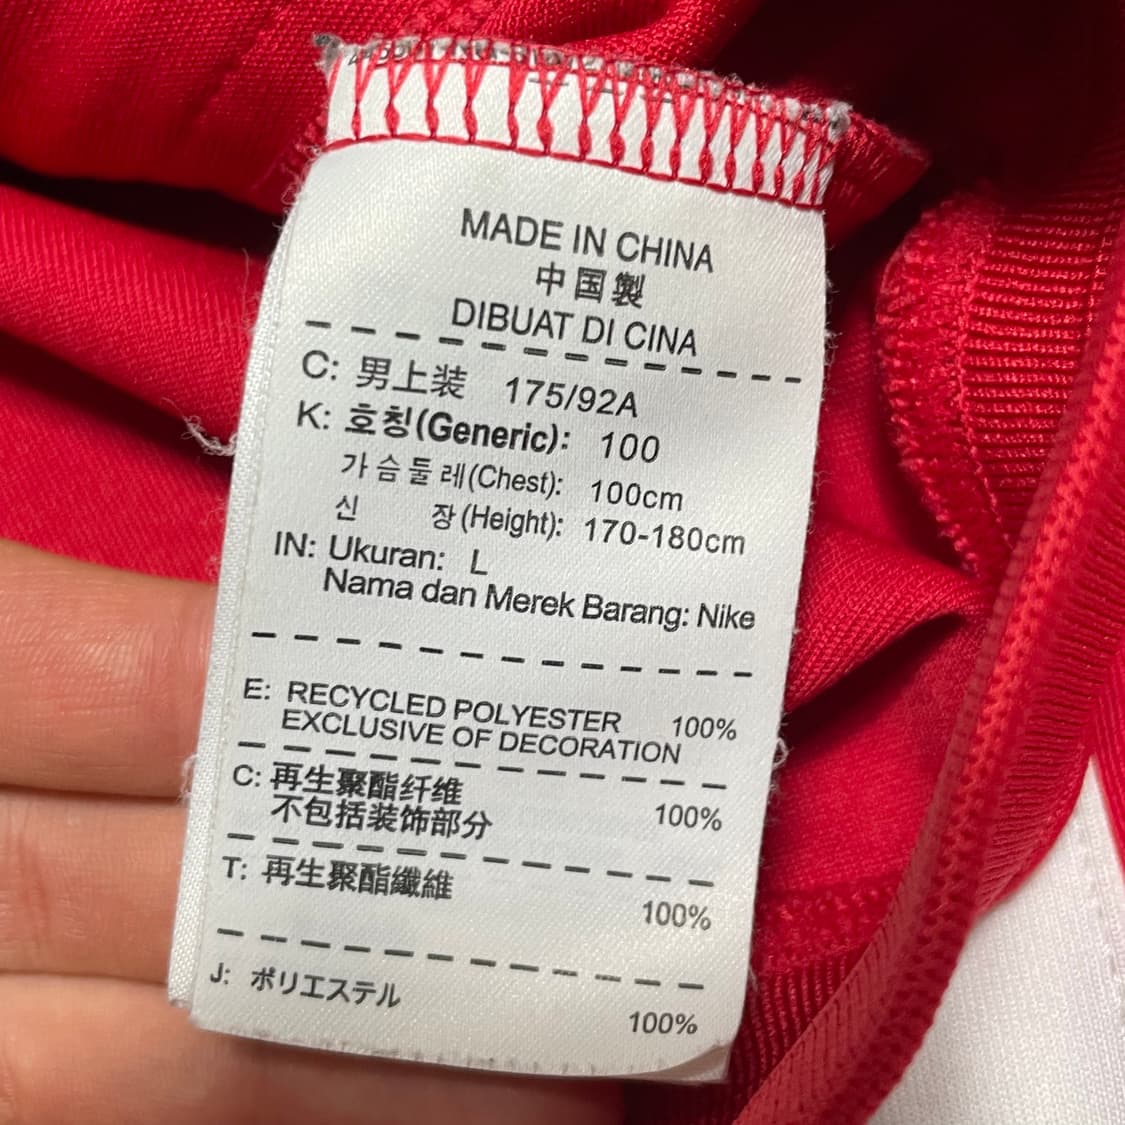 MADE IN CHINA
中国製
DIBUAT DI CINA
C: 男上装 175/92A
K: 호칭(Generic): 100
가슴둘레(Chest): 100cm
신 장(Height): 170-180cm
IN: Ukuran: L
Nama dan Merek Barang: Nike
E: RECYCLED POLYESTER 100%
EXCLUSIVE OF DECORATION
C: 再生聚酯纤维 100%
不包括装饰部分
T: 再生聚酯纖維 100%
J: ポリエステル 100%